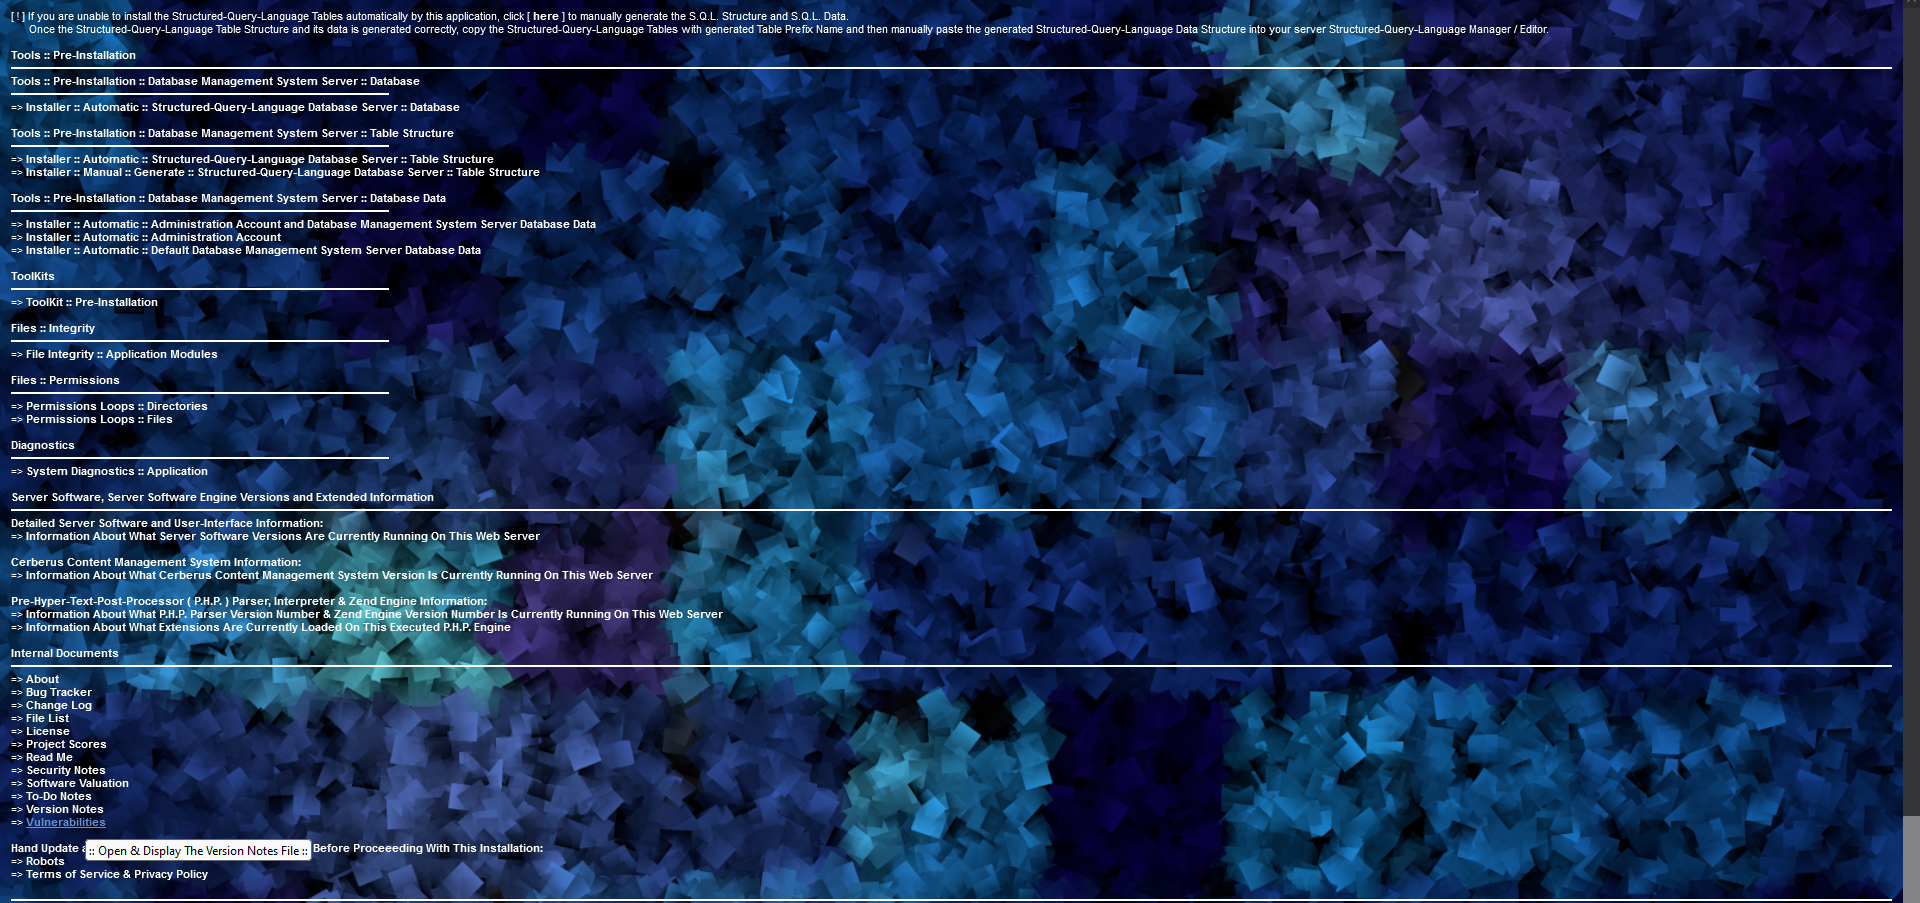 [ ! ] If you are unable to install the Structured-Query-Language Tables automatically by this application, click [ here ] to manually generate the S.Q.L. Structure and S.Q.L. Data.
Once the Structured-Query-Language Table Structure and its data is generated correctly, copy the Structured-Query-Language Tables with generated Table Prefix Name and then manually paste the generated Structured-Query-Language Data Structure into your server Structured-Query-Language Manager / Editor.
Tools :: Pre-Installation
Tools :: Pre-Installation :: Database Management System Server :: Database
=> Installer :: Automatic :: Structured-Query-Language Database Server :: Database
Tools :: Pre-Installation :: Database Management System Server :: Table Structure
=> Installer :: Automatic :: Structured-Query-Language Database Server :: Table Structure
=> Installer :: Manual :: Generate :: Structured-Query-Language Database Server :: Table Structure
Tools :: Pre-Installation :: Database Management System Server :: Database Data
=> Installer :: Automatic :: Administration Account and Database Management System Server Database Data
=> Installer :: Automatic :: Administration Account
=> Installer :: Automatic :: Default Database Management System Server Database Data
ToolKits
=> ToolKit :: Pre-Installation
Files :: Integrity
=> File Integrity :: Application Modules
Files :: Permissions
=> Permissions Loops :: Directories
=> Permissions Loops :: Files
Diagnostics
=> System Diagnostics :: Application
Server Software, Server Software Engine Versions and Extended Information
Detailed Server Software and User-Interface Information:
=> Information About What Server Software Versions Are Currently Running On This Web Server
Cerberus Content Management System Information:
=> Information About What Cerberus Content Management System Version Is Currently Running On This Web Server
Pre-Hyper-Text-Post-Processor ( P.H.P. ) Parser, Interpreter & Zend Engine Information:
=> Information About What P.H.P. Parser Version Number & Zend Engine Version Number Is Currently Running On This Web Server
=> Information About What Extensions Are Currently Loaded On This Executed P.H.P. Engine
Internal Documents
=> About
=> Bug Tracker
=> Change Log
=> File List
=> License
=> Project Scores
=> Read Me
=> Security Notes
=> Software Valuation
=> To-Do Notes
=> Version Notes
=> Vulnerabilities
Hand Update
:: Open & Display The Version Notes File ::
Before Proceeeding With This Installation:
=> Robots
=> Terms of Service & Privacy Policy